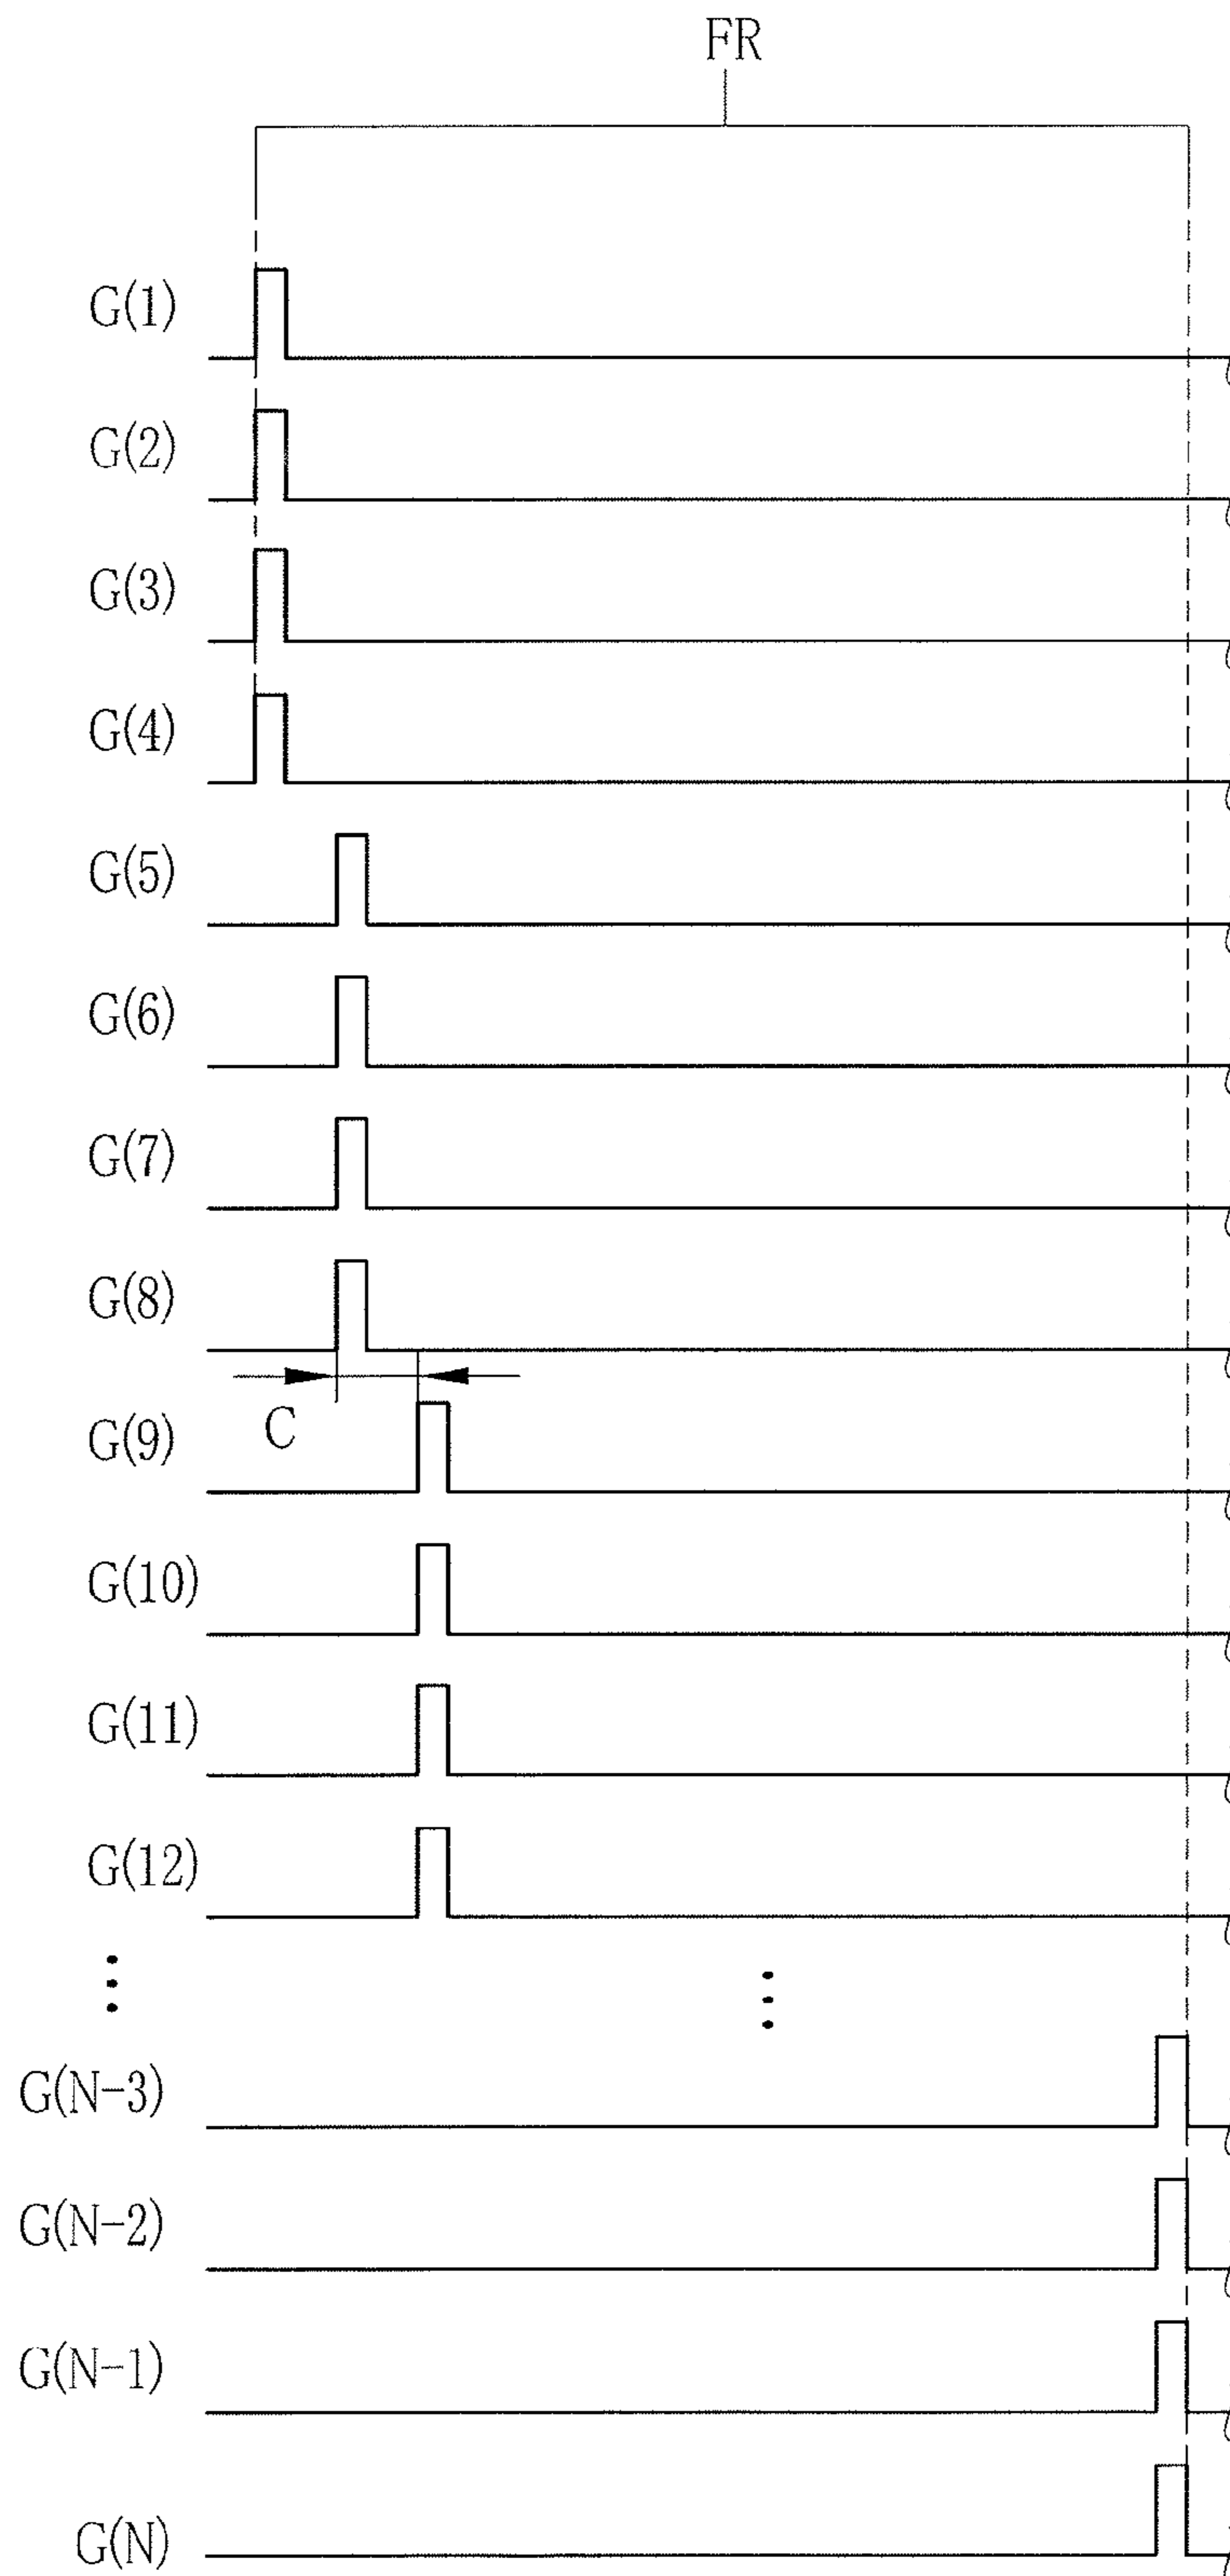 FR
G(1)
G(2)
G(3)
G(4)
G(5)
G(6)
G(7)
G(8)
C
G(9)
G(10)
G(11)
G(12)
G(N-3)
G(N-2)
G(N-1)
G(N)